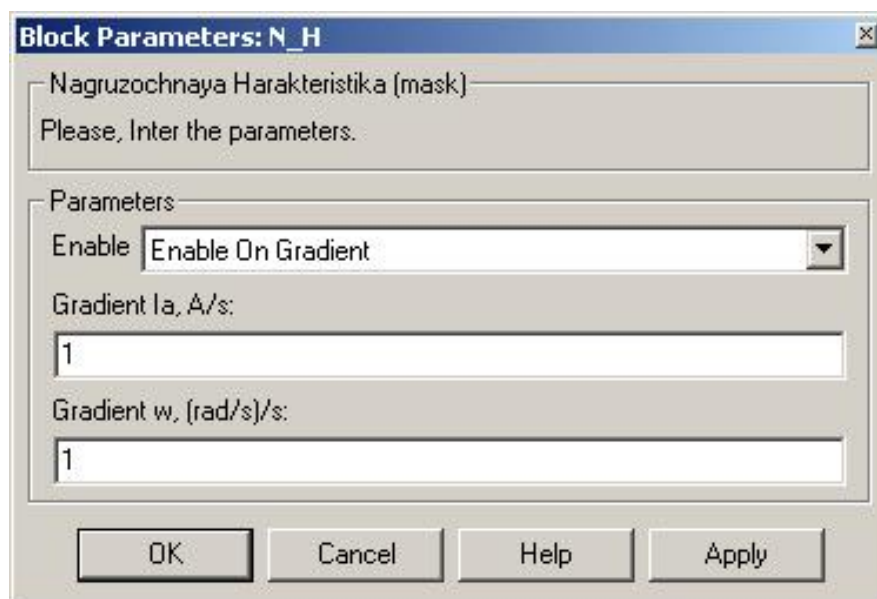 Block Parameters: N_H
Nagruzochnaya Harakteristika (mask)
Please, Inter the parameters.
Parameters
Enable Enable On Gradient
Gradient Ia, A/s:
1
Gradient w, (rad/s)/s:
1
OK Cancel Help Apply